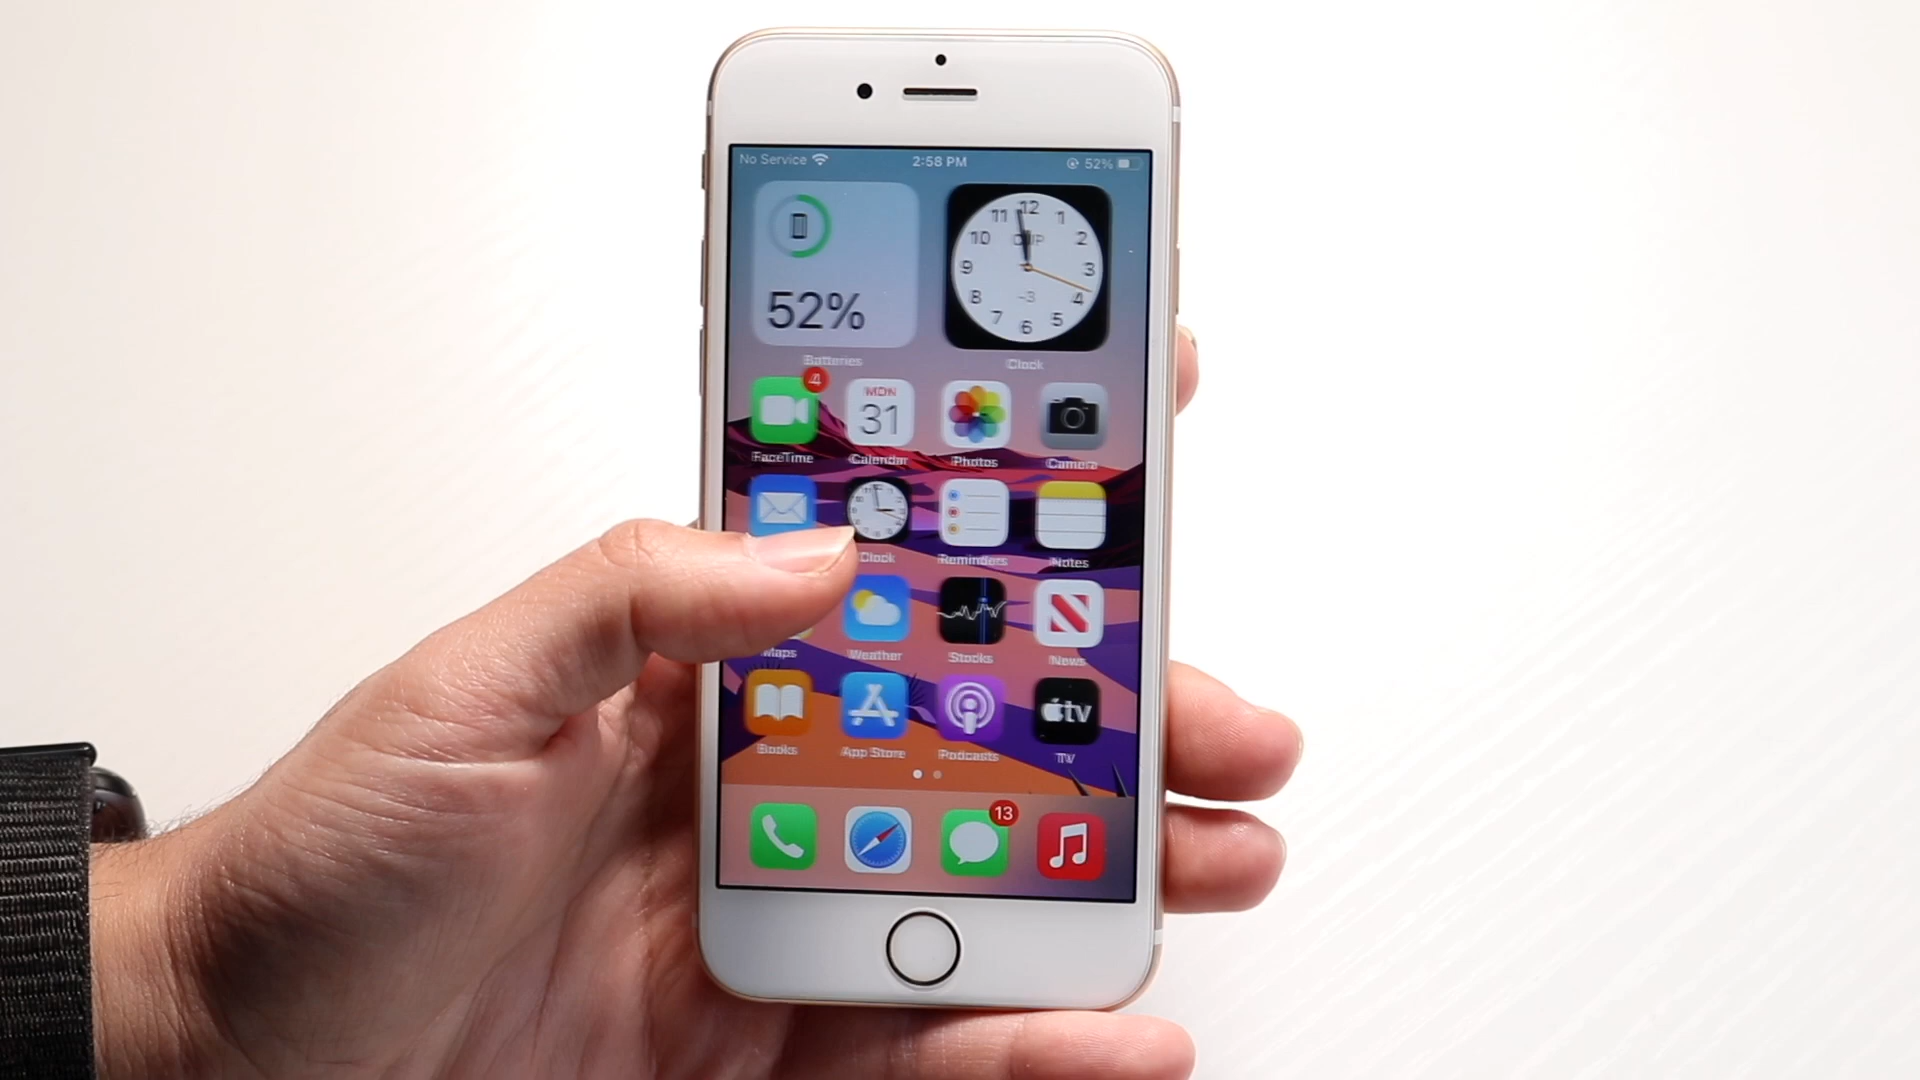 No Service 2:58 PM 52%
11 12 1
10 CUP 2
9 3
52% 8 -3 4
7 6 5
Batteries Clock
4
MON
31
FaceTime Calendar Photos Camera
Clock Reminders Notes
Maps Weather Stocks News
tv
Books App Store Podcasts TV
13